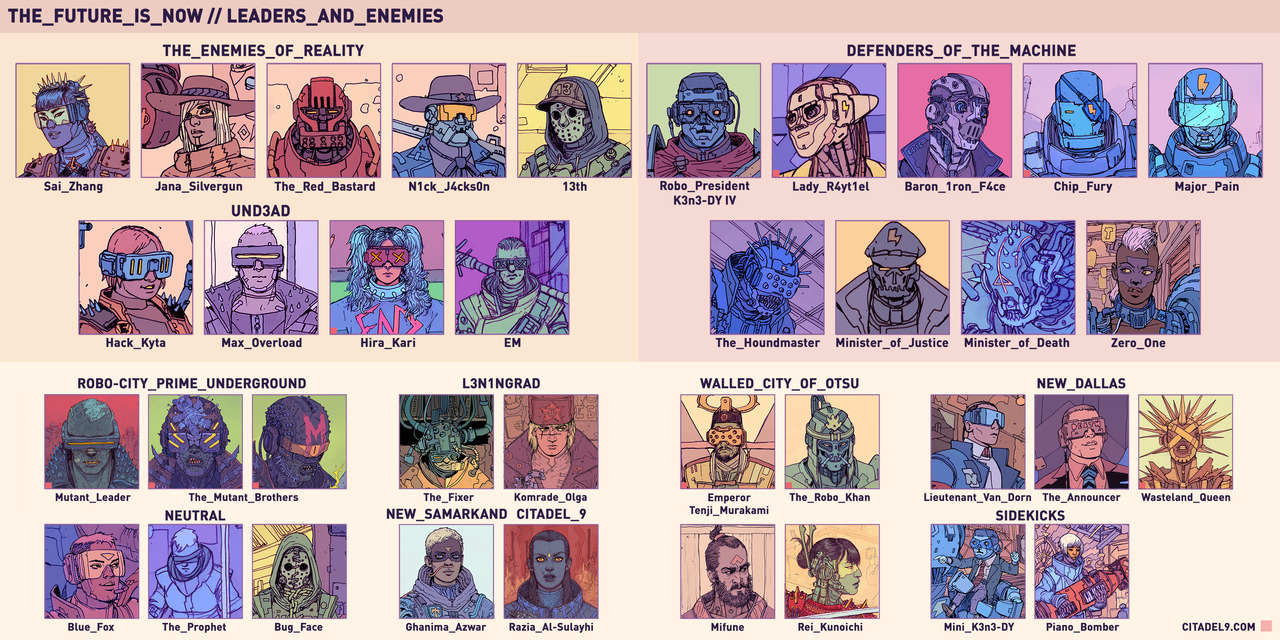 THE_FUTURE_IS_NOW // LEADERS_AND_ENEMIES
THE_ENEMIES_OF_REALITY
13
Sai_Zhang
Jana_Silvergun
The_Red_Bastard
N1ck_J4cks0n
13th
UND3AD
X X
END
Hack_Kyta
Max_Overload
Hira_Kari
EM
DEFENDERS_OF_THE_MACHINE
Robo_President
K3n3-DY IV
Lady_R4yt1el
Baron_1ron_F4ce
Chip_Fury
Major_Pain
The_Houndmaster
Minister_of_Justice
Minister_of_Death
Zero_One
ROBO-CITY_PRIME_UNDERGROUND
M
Mutant_Leader
The_Mutant_Brothers
L3N1NGRAD
The_Fixer
Komrade_Olga
WALLED_CITY_OF_OTSU
Emperor
Tenji_Murakami
The_Robo_Khan
NEW_DALLAS
Lieutenant_Van_Dorn
The_Announcer
Wasteland_Queen
NEUTRAL
Blue_Fox
The_Prophet
Bug_Face
NEW_SAMARKAND
CITADEL_9
Ghanima_Azwar
Razia_Al-Sulayhi
Mifune
Rei_Kunoichi
SIDEKICKS
Mini_K3n3-DY
Piano_Bomber
CITADEL9.COM